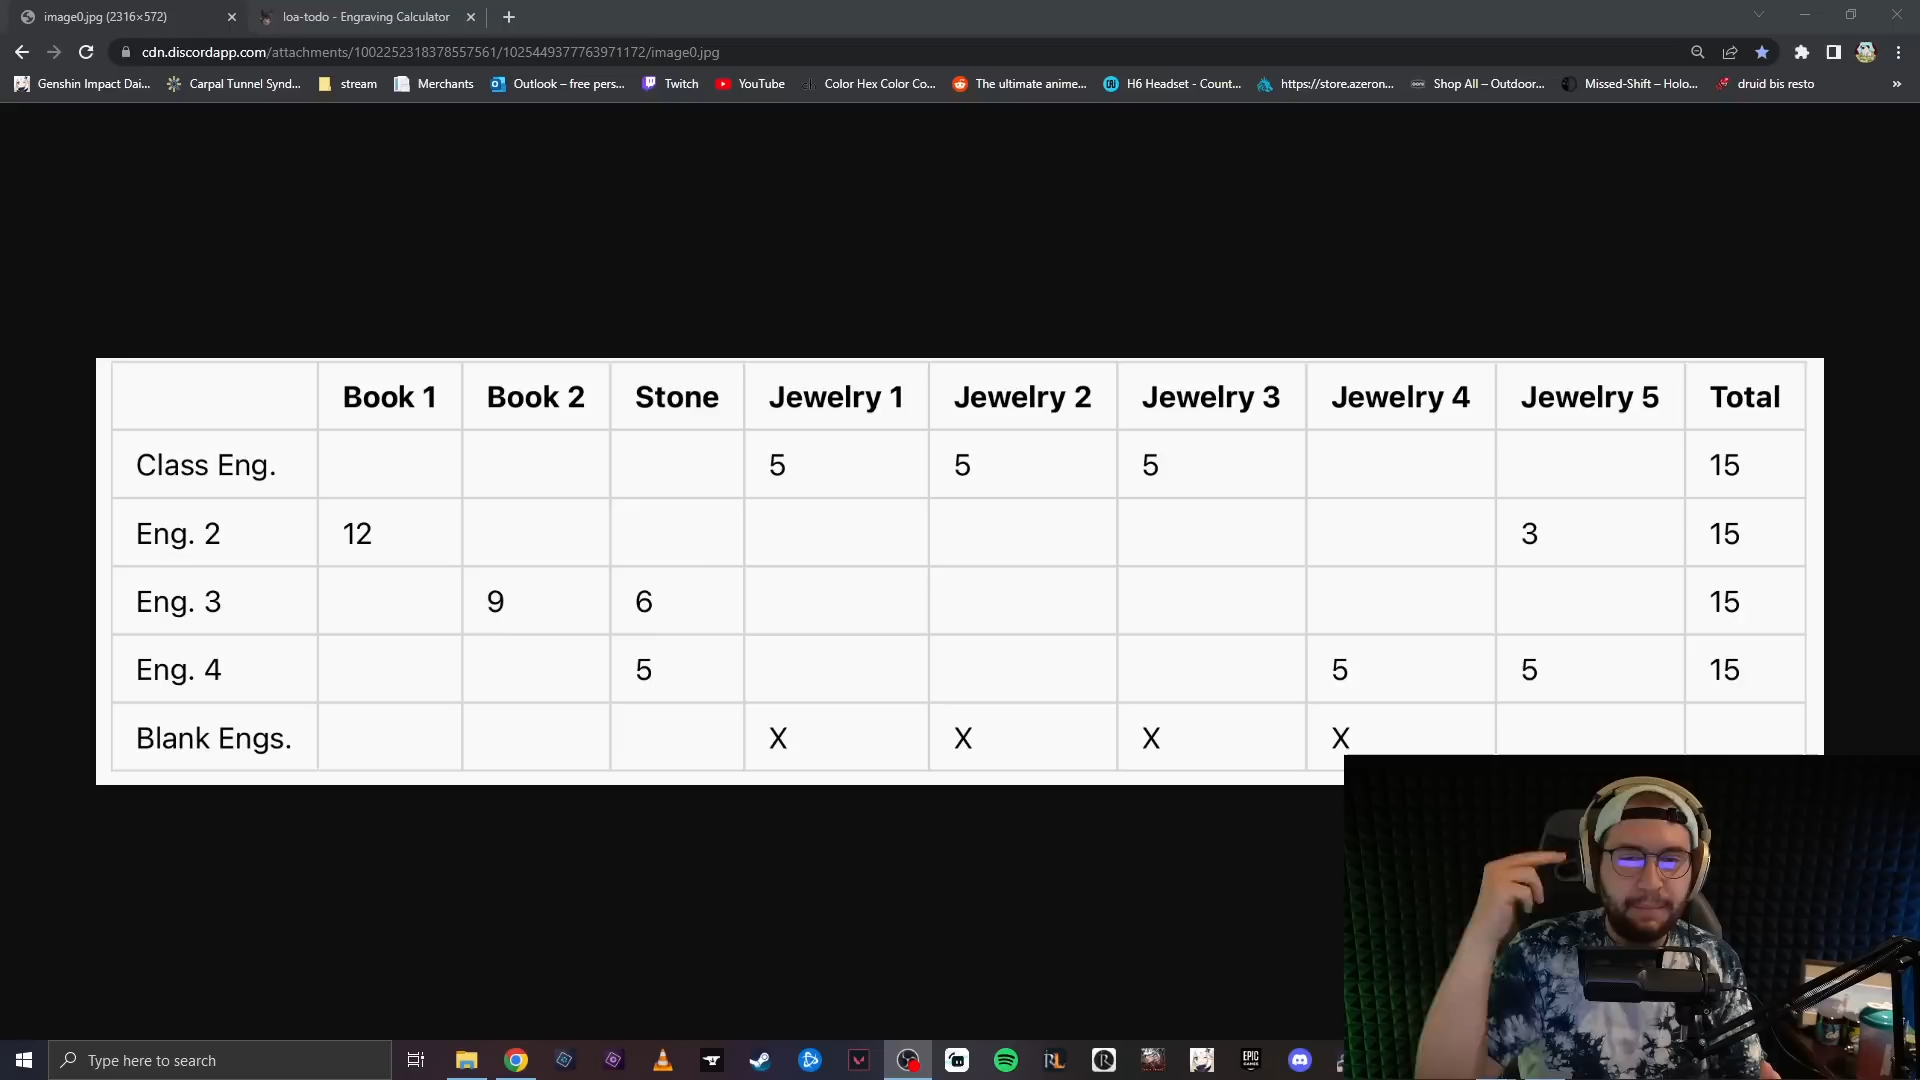 image0.jpg (2316×572)
loa-todo - Engraving Calculator
cdn.discordapp.com/attachments/1002252318378557561/1025449377763971172/image0.jpg
Genshin Impact Dai...
Carpal Tunnel Synd...
stream
Merchants
Outlook – free pers...
Twitch
YouTube
Color Hex Color Co...
The ultimate anime...
H6 Headset - Count...
https://store.azeron...
Shop All – Outdoor...
Missed-Shift – Holo...
druid bis resto
Book 1 Book 2 Stone Jewelry 1 Jewelry 2 Jewelry 3 Jewelry 4 Jewelry 5 Total
Class Eng. 5 5 5 15
Eng. 2 12 3 15
Eng. 3 9 6 15
Eng. 4 5 5 5 15
Blank Engs. X X X X
Type here to search
RL
R
EPIC
GAMES